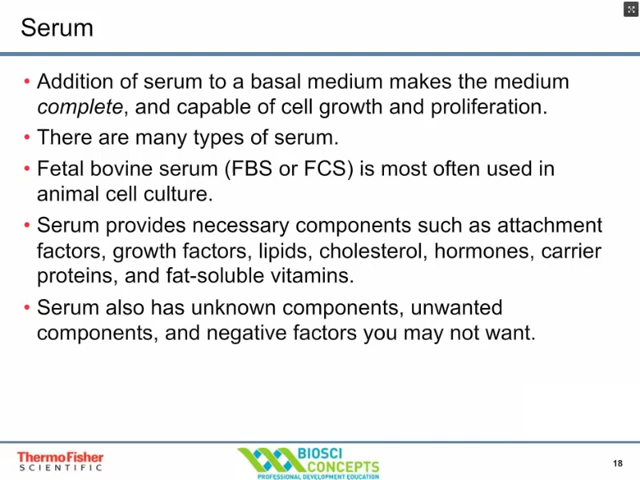 Serum
• Addition of serum to a basal medium makes the medium
complete, and capable of cell growth and proliferation.
• There are many types of serum.
• Fetal bovine serum (FBS or FCS) is most often used in
animal cell culture.
• Serum provides necessary components such as attachment
factors, growth factors, lipids, cholesterol, hormones, carrier
proteins, and fat-soluble vitamins.
• Serum also has unknown components, unwanted
components, and negative factors you may not want.
ThermoFisher
SCIENTIFIC
BIOSCI
CONCEPTS
PROFESSIONAL DEVELOPMENT EDUCATION
18